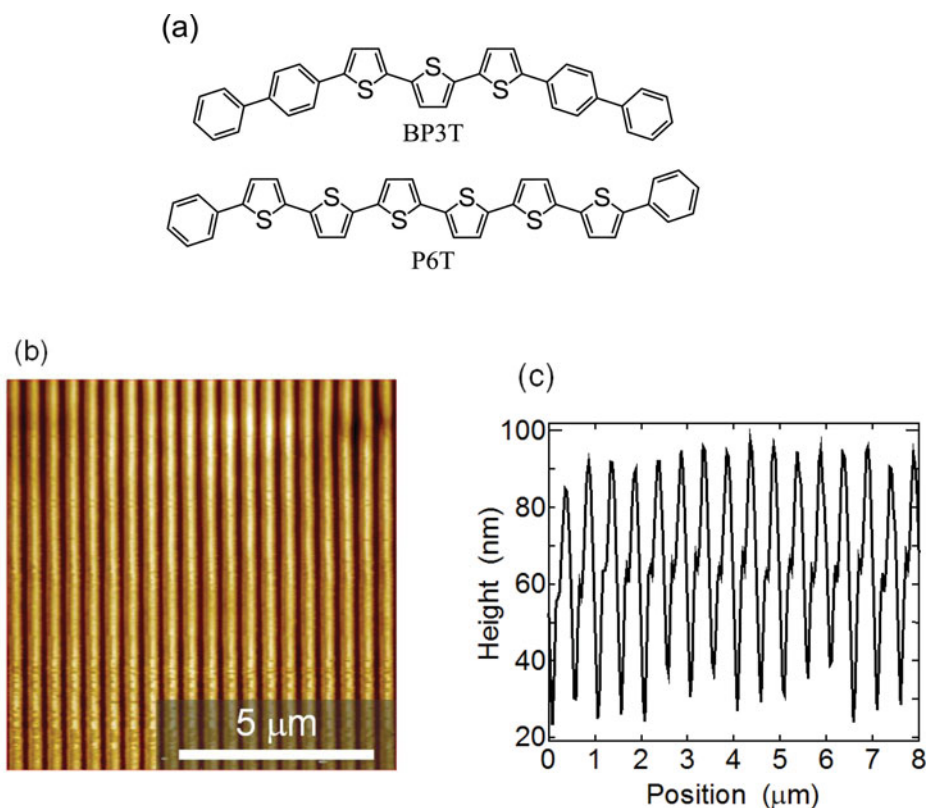 (a)
S S S
BP3T
S S S S S S
P6T
(b)
5 μm
(c)
Height (nm)
100
80
60
40
20
0 1 2 3 4 5 6 7 8
Position (μm)